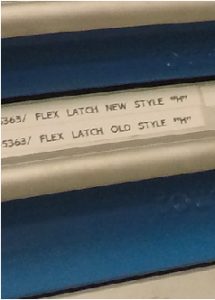 5363/ FLEX LATCH NEW STYLE "H"
5363/ FLEX LATCH OLD STYLE "H"